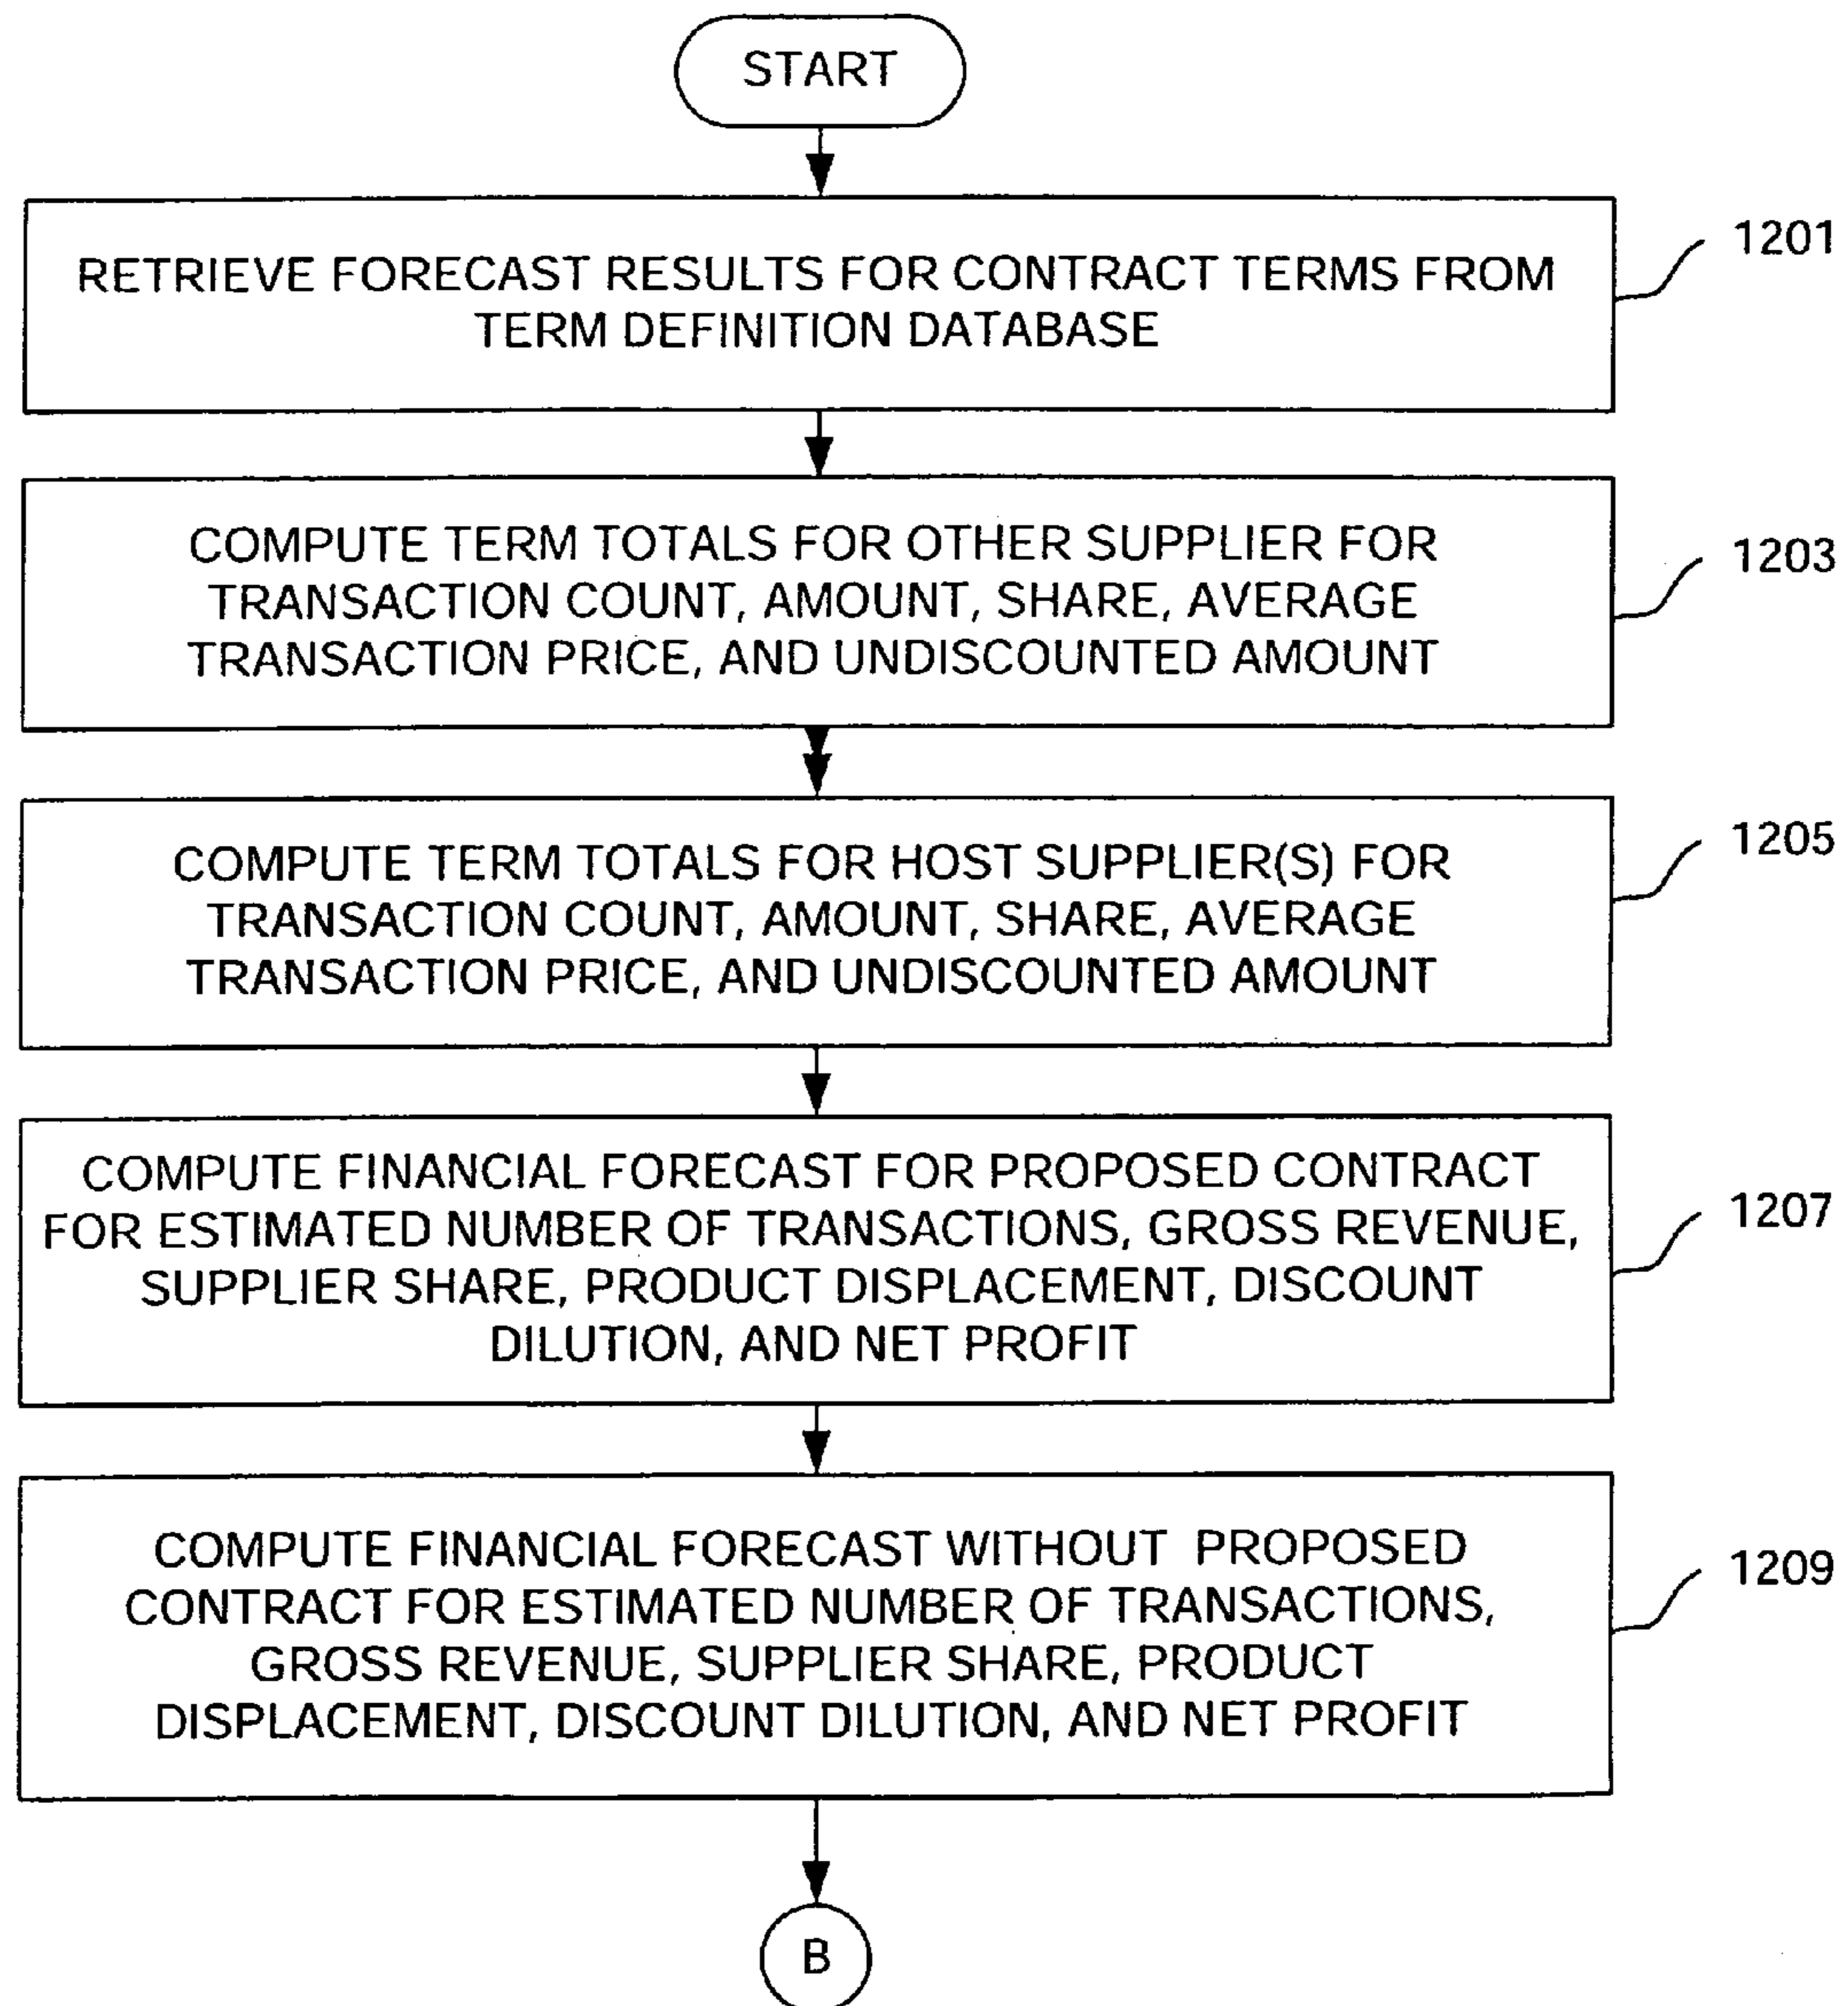 START
RETRIEVE FORECAST RESULTS FOR CONTRACT TERMS FROM
TERM DEFINITION DATABASE
1201
COMPUTE TERM TOTALS FOR OTHER SUPPLIER FOR
TRANSACTION COUNT, AMOUNT, SHARE, AVERAGE
TRANSACTION PRICE, AND UNDISCOUNTED AMOUNT
1203
COMPUTE TERM TOTALS FOR HOST SUPPLIER(S) FOR
TRANSACTION COUNT, AMOUNT, SHARE, AVERAGE
TRANSACTION PRICE, AND UNDISCOUNTED AMOUNT
1205
COMPUTE FINANCIAL FORECAST FOR PROPOSED CONTRACT
FOR ESTIMATED NUMBER OF TRANSACTIONS, GROSS REVENUE,
SUPPLIER SHARE, PRODUCT DISPLACEMENT, DISCOUNT
DILUTION, AND NET PROFIT
1207
COMPUTE FINANCIAL FORECAST WITHOUT PROPOSED
CONTRACT FOR ESTIMATED NUMBER OF TRANSACTIONS,
GROSS REVENUE, SUPPLIER SHARE, PRODUCT
DISPLACEMENT, DISCOUNT DILUTION, AND NET PROFIT
1209
B